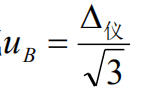 u_B = Δ仪 / √3